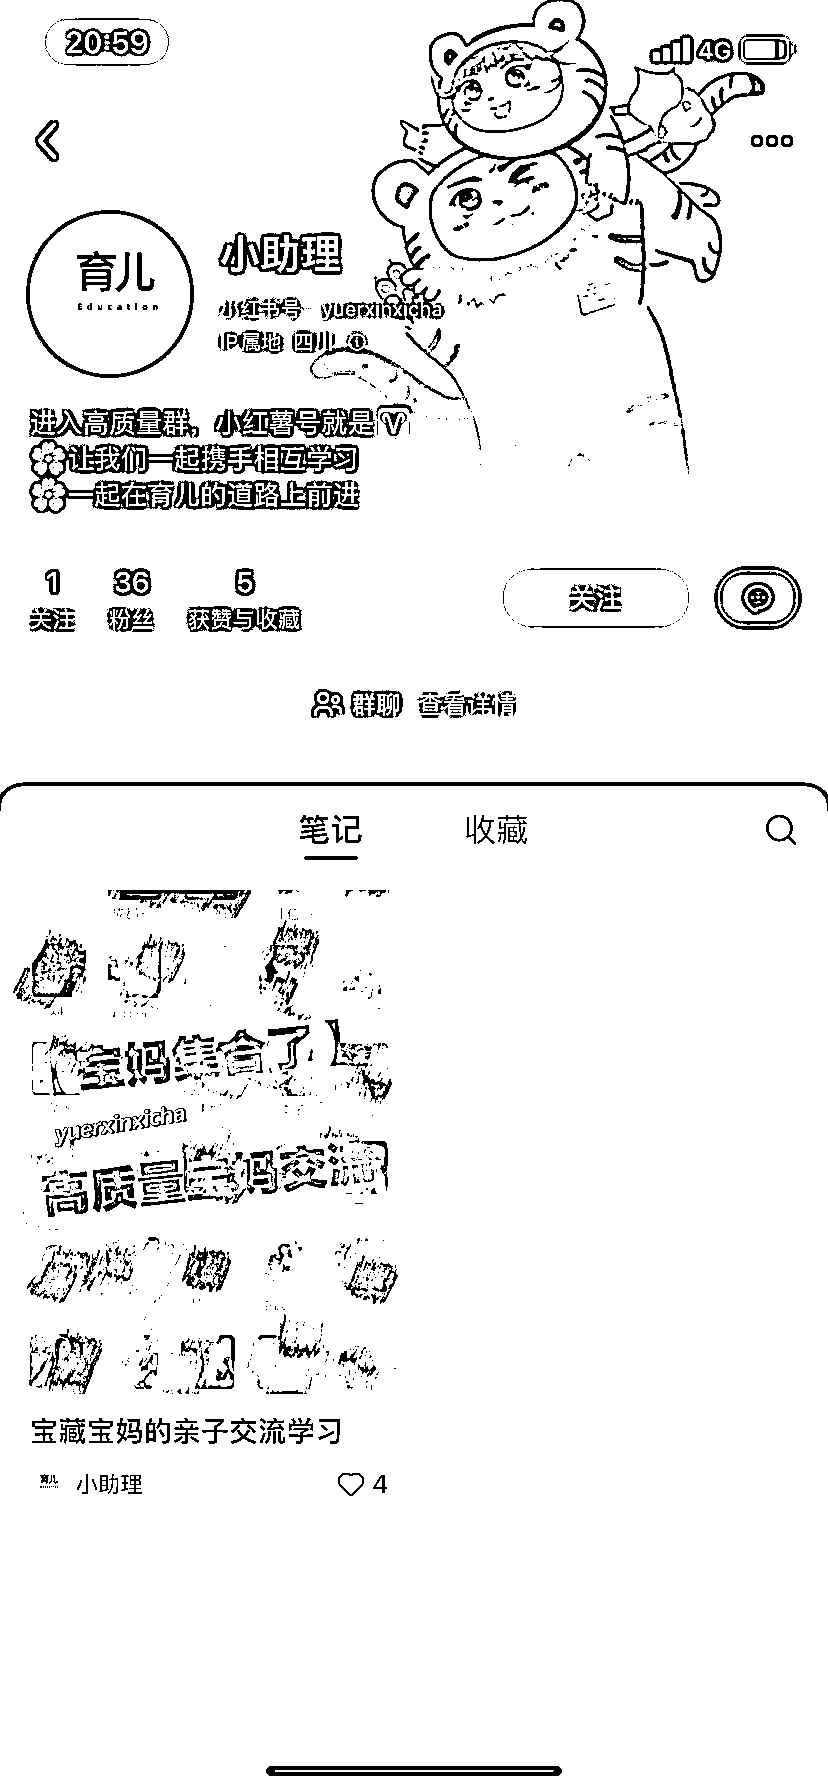 20:59
4G
育儿
Education
小助理
小红书号 yuerxinxicha
IP属地 四川
进入高质量群，小红薯号就是V
让我们一起携手相互学习
一起在育儿的道路上前进
1 36 5
关注 粉丝 获赞与收藏
关注
群聊 查看详情
笔记 收藏
宝妈集合了】
yuerxinxicha
高质量宝妈交流
宝藏宝妈的亲子交流学习
育儿 小助理 4